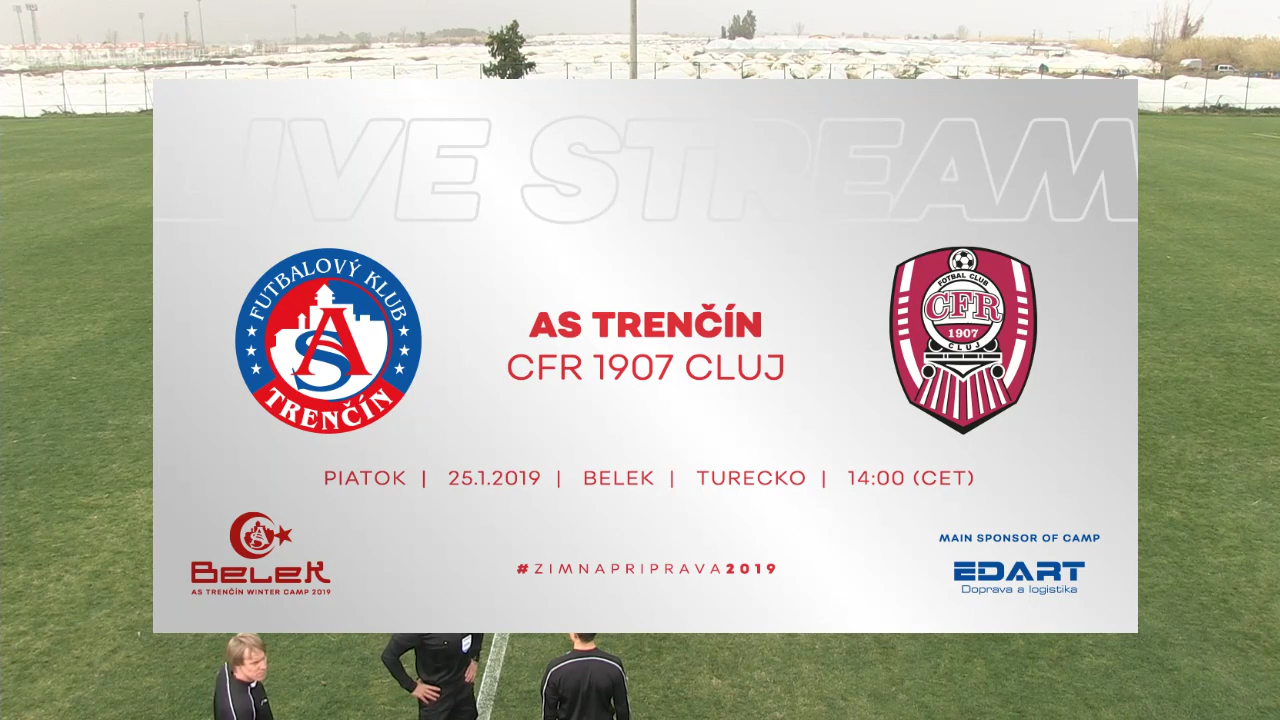 LIVE STREAM
FUTBALOVÝ KLUB
AS
TRENČÍN
AS TRENČÍN
CFR 1907 CLUJ
FOTBAL CLUB
CFR
1907
CLUJ
PIATOK | 25.1.2019 | BELEK | TURECKO | 14:00 (CET)
BELEK
AS TRENČÍN WINTER CAMP 2019
#ZIMNAPRIPRAVA2019
MAIN SPONSOR OF CAMP
EDART
Doprava a logistika